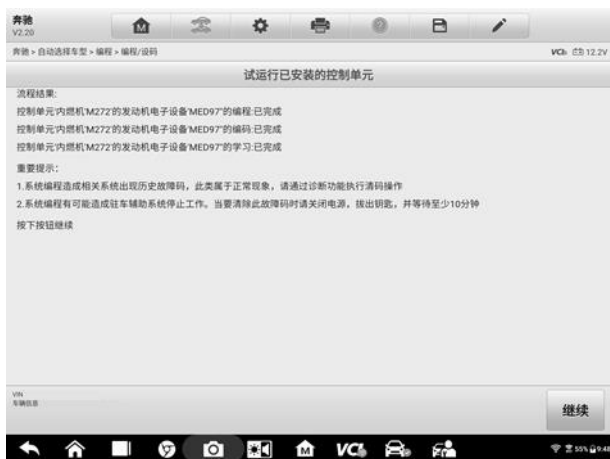 奔驰
V2.20
M
奔驰 > 自动选择车型 > 编程 > 编程/设码
VCI 12.2V
试运行已安装的控制单元
流程结果:
控制单元'内燃机'M272'的发动机电子设备'MED97''的编程:已完成
控制单元'内燃机'M272'的发动机电子设备'MED97''的编码:已完成
控制单元'内燃机'M272'的发动机电子设备'MED97''的学习:已完成
重要提示：
1.系统编程造成相关系统出现历史故障码，此类属于正常现象，请通过诊断功能执行清码操作
2.系统编程有可能造成驻车辅助系统停止工作。当要清除此故障码时请关闭电源，拔出钥匙，并等待至少10分钟
按下按钮继续
VIN
车辆信息
继续
M
VCI
55% 9:48